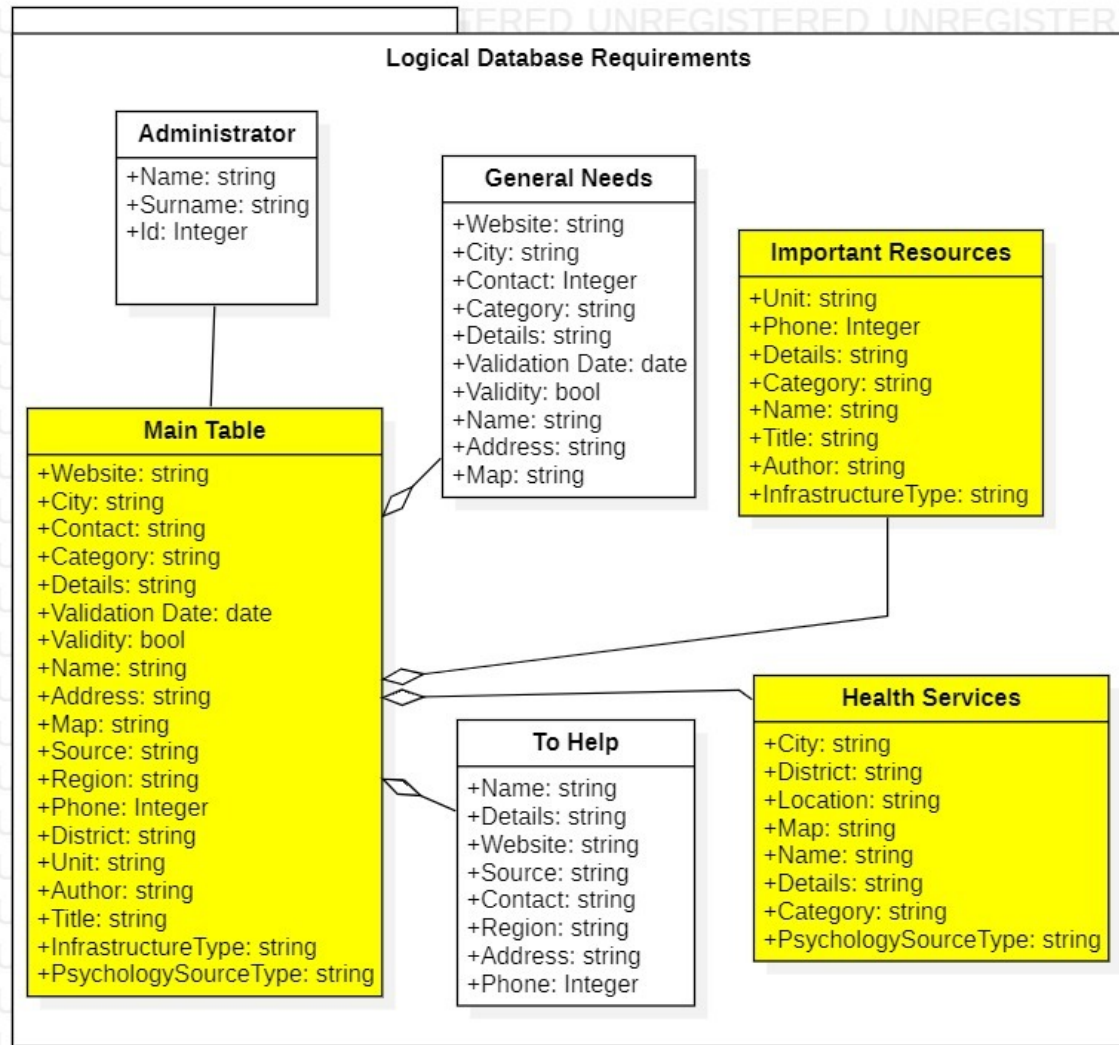 TERED UNREGISTERED UNREGISTER
Logical Database Requirements
Administrator
+Name: string
+Surname: string
+Id: Integer
General Needs
+Website: string
+City: string
+Contact: Integer
+Category: string
+Details: string
+Validation Date: date
+Validity: bool
+Name: string
+Address: string
+Map: string
Important Resources
+Unit: string
+Phone: Integer
+Details: string
+Category: string
+Name: string
+Title: string
+Author: string
+InfrastructureType: string
Main Table
+Website: string
+City: string
+Contact: string
+Category: string
+Details: string
+Validation Date: date
+Validity: bool
+Name: string
+Address: string
+Map: string
+Source: string
+Region: string
+Phone: Integer
+District: string
+Unit: string
+Author: string
+Title: string
+InfrastructureType: string
+PsychologySourceType: string
To Help
+Name: string
+Details: string
+Website: string
+Source: string
+Contact: string
+Region: string
+Address: string
+Phone: Integer
Health Services
+City: string
+District: string
+Location: string
+Map: string
+Name: string
+Details: string
+Category: string
+PsychologySourceType: string